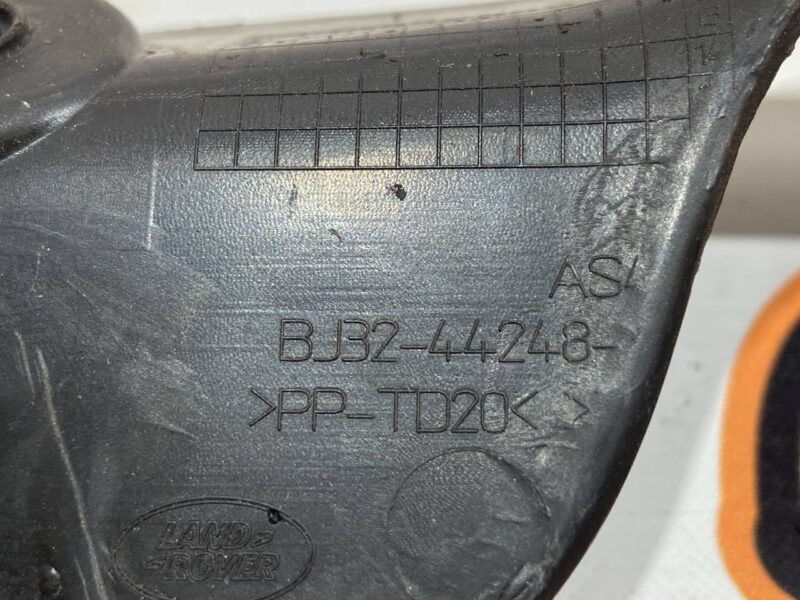 AS
BJ32-44248-
>PP-TD20<
LAND
ROVER